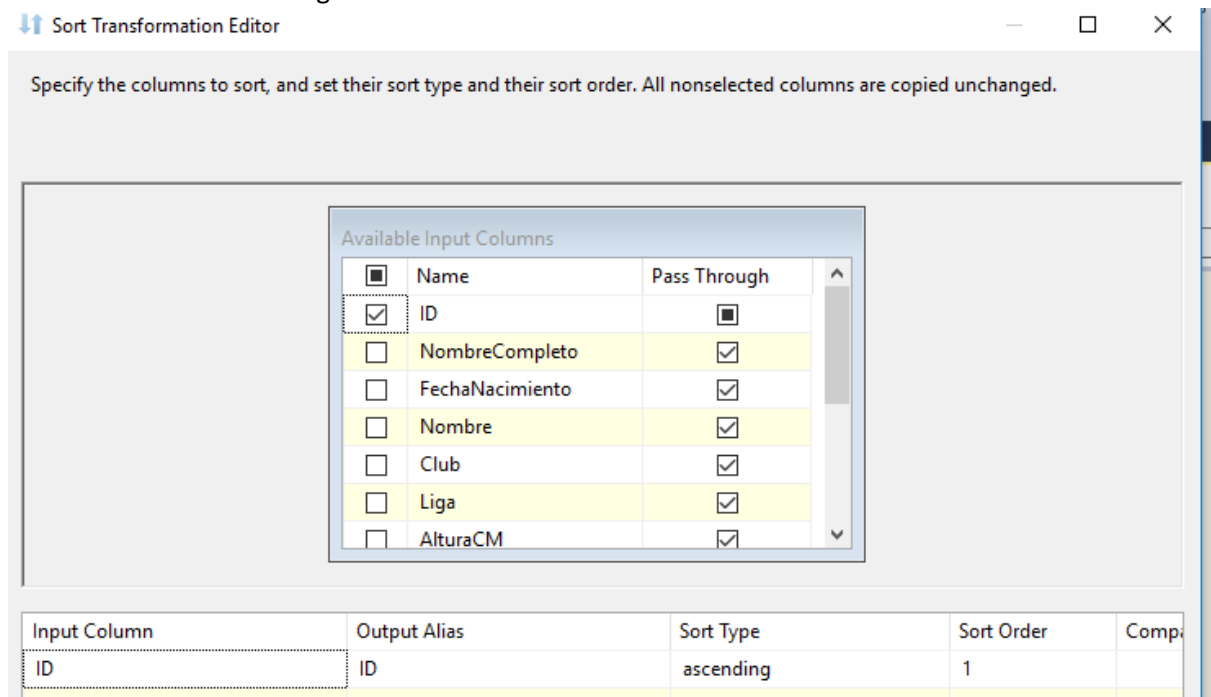 Sort Transformation Editor
Specify the columns to sort, and set their sort type and their sort order. All nonselected columns are copied unchanged.
Available Input Columns
Name Pass Through
ID
NombreCompleto
FechaNacimiento
Nombre
Club
Liga
AlturaCM
Input Column Output Alias Sort Type Sort Order
ID ID ascending 1